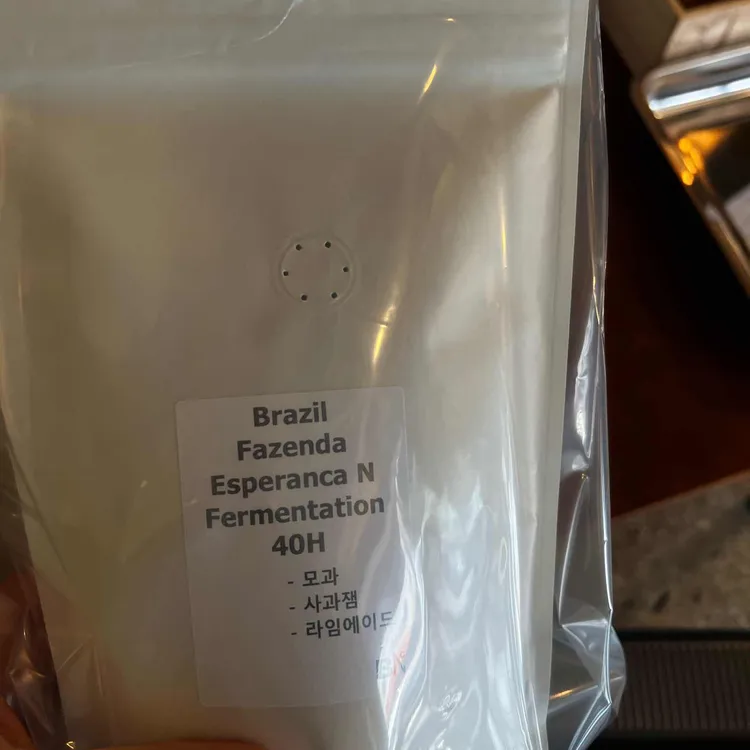 Brazil
Fazenda
Esperanca N
Fermentation
40H
- 모과
- 사과잼
- 라임에이드